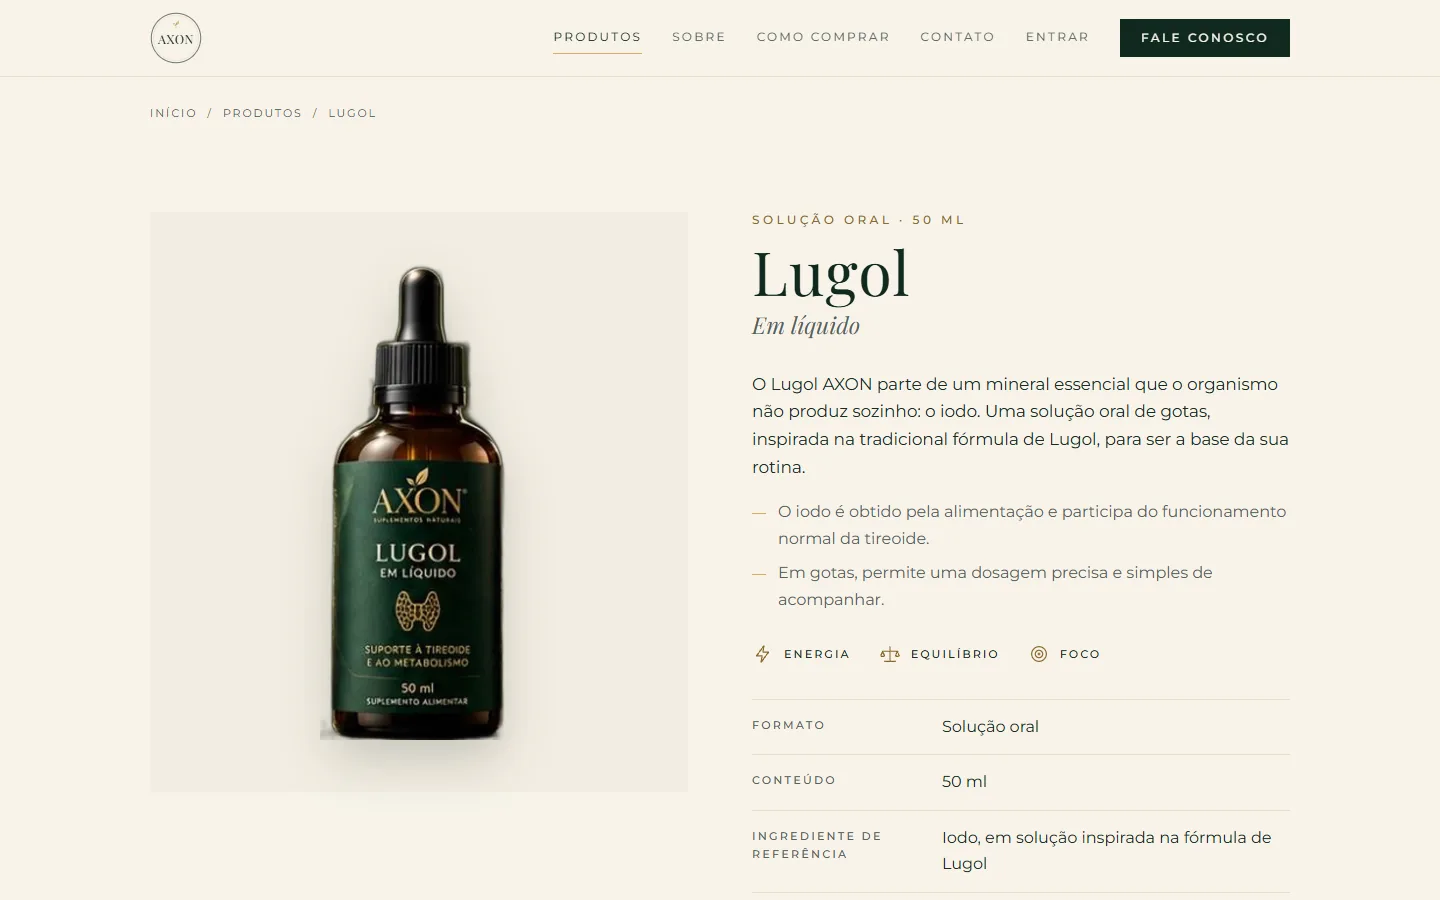 AXON
PRODUTOS
SOBRE
COMO COMPRAR
CONTATO
ENTRAR
FALE CONOSCO
INÍCIO / PRODUTOS / LUGOL
AXON
SUPLEMENTOS NATURAIS
LUGOL
EM LÍQUIDO
SUPORTE À TIREOIDE
E AO METABOLISMO
50 ml
SUPLEMENTO ALIMENTAR
SOLUÇÃO ORAL · 50 ML
Lugol
Em líquido
O Lugol AXON parte de um mineral essencial que o organismo
não produz sozinho: o iodo. Uma solução oral de gotas,
inspirada na tradicional fórmula de Lugol, para ser a base da sua
rotina.
— O iodo é obtido pela alimentação e participa do funcionamento
normal da tireoide.
— Em gotas, permite uma dosagem precisa e simples de
acompanhar.
ENERGIA
EQUILÍBRIO
FOCO
FORMATO
Solução oral
CONTEÚDO
50 ml
INGREDIENTE DE
REFERÊNCIA
Iodo, em solução inspirada na fórmula de
Lugol